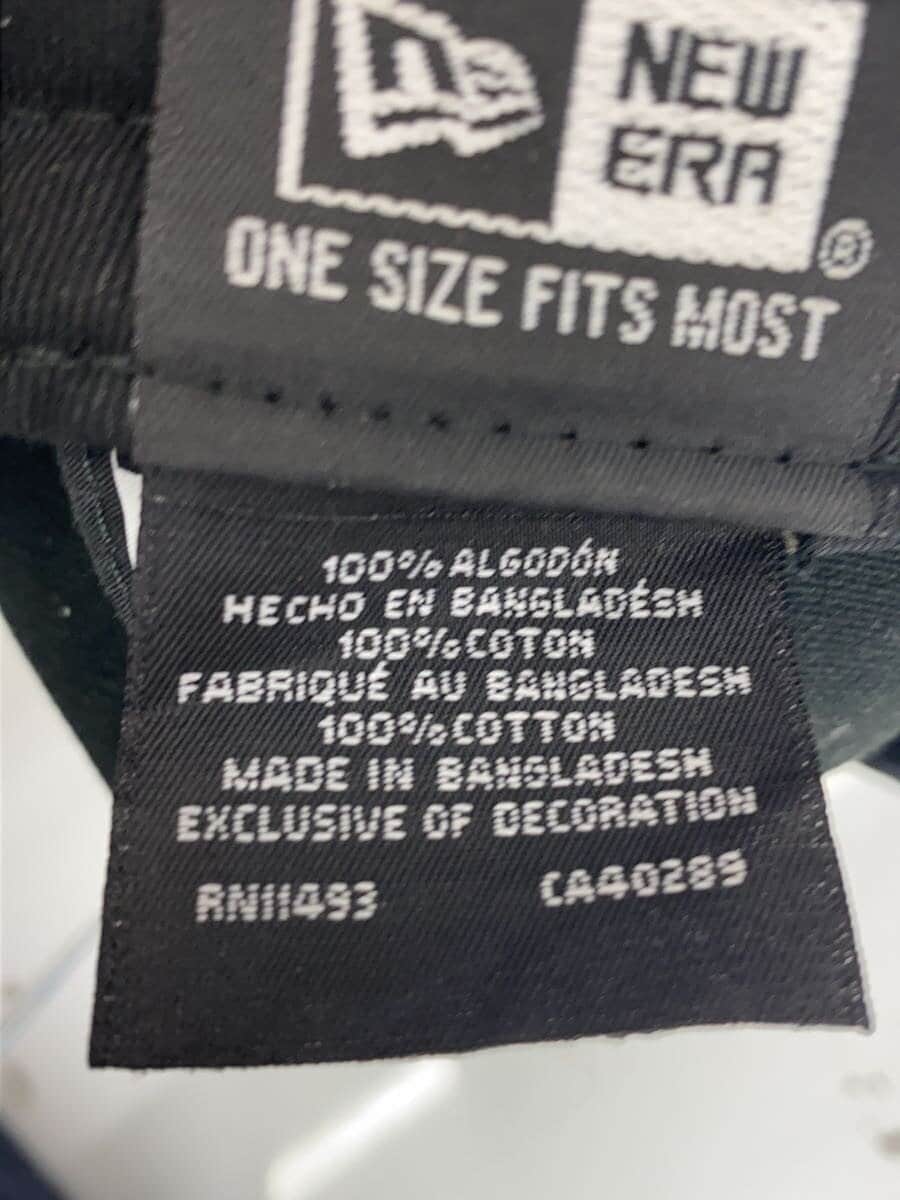 NEW
ERA
®
ONE SIZE FITS MOST
100% ALGODÓN
HECHO EN BANGLADÉSH
100% COTON
FABRIQUÉ AU BANGLADESH
100% COTTON
MADE IN BANGLADESH
EXCLUSIVE OF DECORATION
RN11493 CA40289